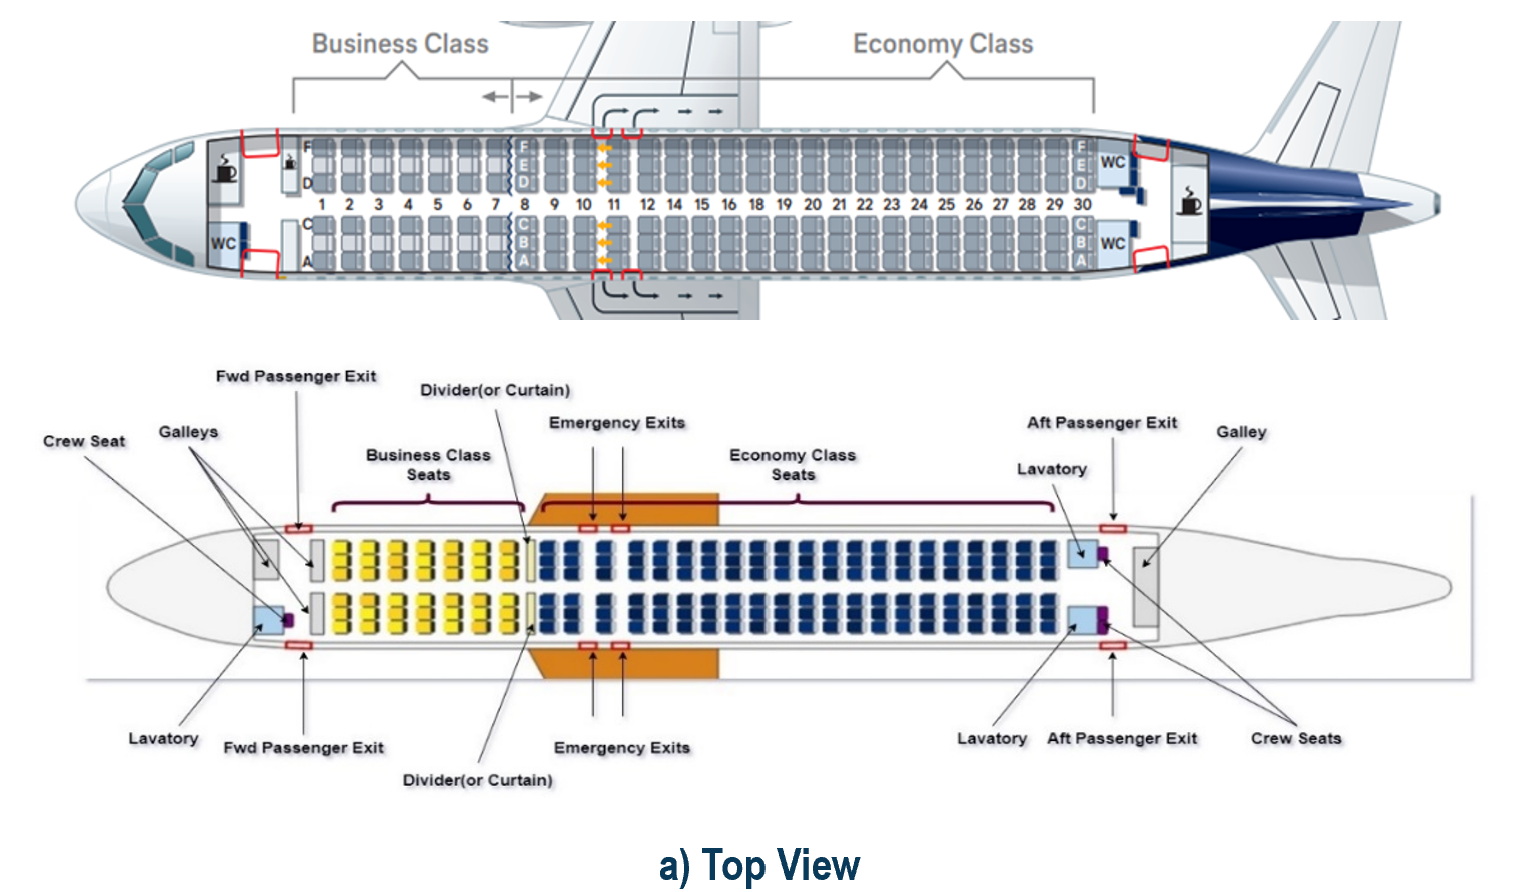 Business Class
Economy Class
F
F
F
E
E
WC
D
D
D
1 2 3 4 5 6 7 8 9 10 11 12 14 15 16 17 18 19 20 21 22 23 24 25 26 27 28 29 30
C
C
C
WC
B
B
WC
A
A
A
Fwd Passenger Exit
Divider(or Curtain)
Emergency Exits
Aft Passenger Exit
Galleys
Galley
Crew Seat
Business Class
Seats
Economy Class
Seats
Lavatory
Lavatory
Fwd Passenger Exit
Emergency Exits
Lavatory
Aft Passenger Exit
Crew Seats
Divider(or Curtain)
a) Top View